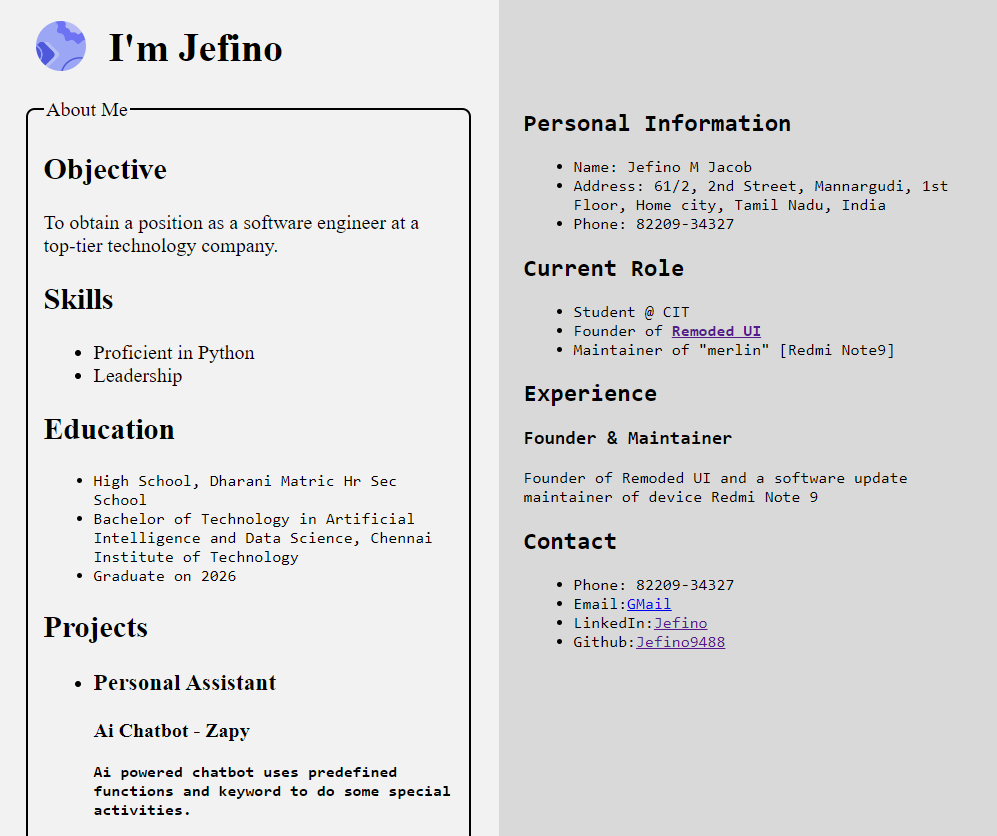 I'm Jefino
About Me
Objective
To obtain a position as a software engineer at a
top-tier technology company.
Skills
Proficient in Python
Leadership
Education
High School, Dharani Matric Hr Sec
School
Bachelor of Technology in Artificial
Intelligence and Data Science, Chennai
Institute of Technology
Graduate on 2026
Projects
Personal Assistant
Ai Chatbot - Zapy
Ai powered chatbot uses predefined
functions and keyword to do some special
activities.
Personal Information
Name: Jefino M Jacob
Address: 61/2, 2nd Street, Mannargudi, 1st
Floor, Home city, Tamil Nadu, India
Phone: 82209-34327
Current Role
Student @ CIT
Founder of Remoded UI
Maintainer of "merlin" [Redmi Note9]
Experience
Founder & Maintainer
Founder of Remoded UI and a software update
maintainer of device Redmi Note 9
Contact
Phone: 82209-34327
Email:GMail
LinkedIn:Jefino
Github:Jefino9488